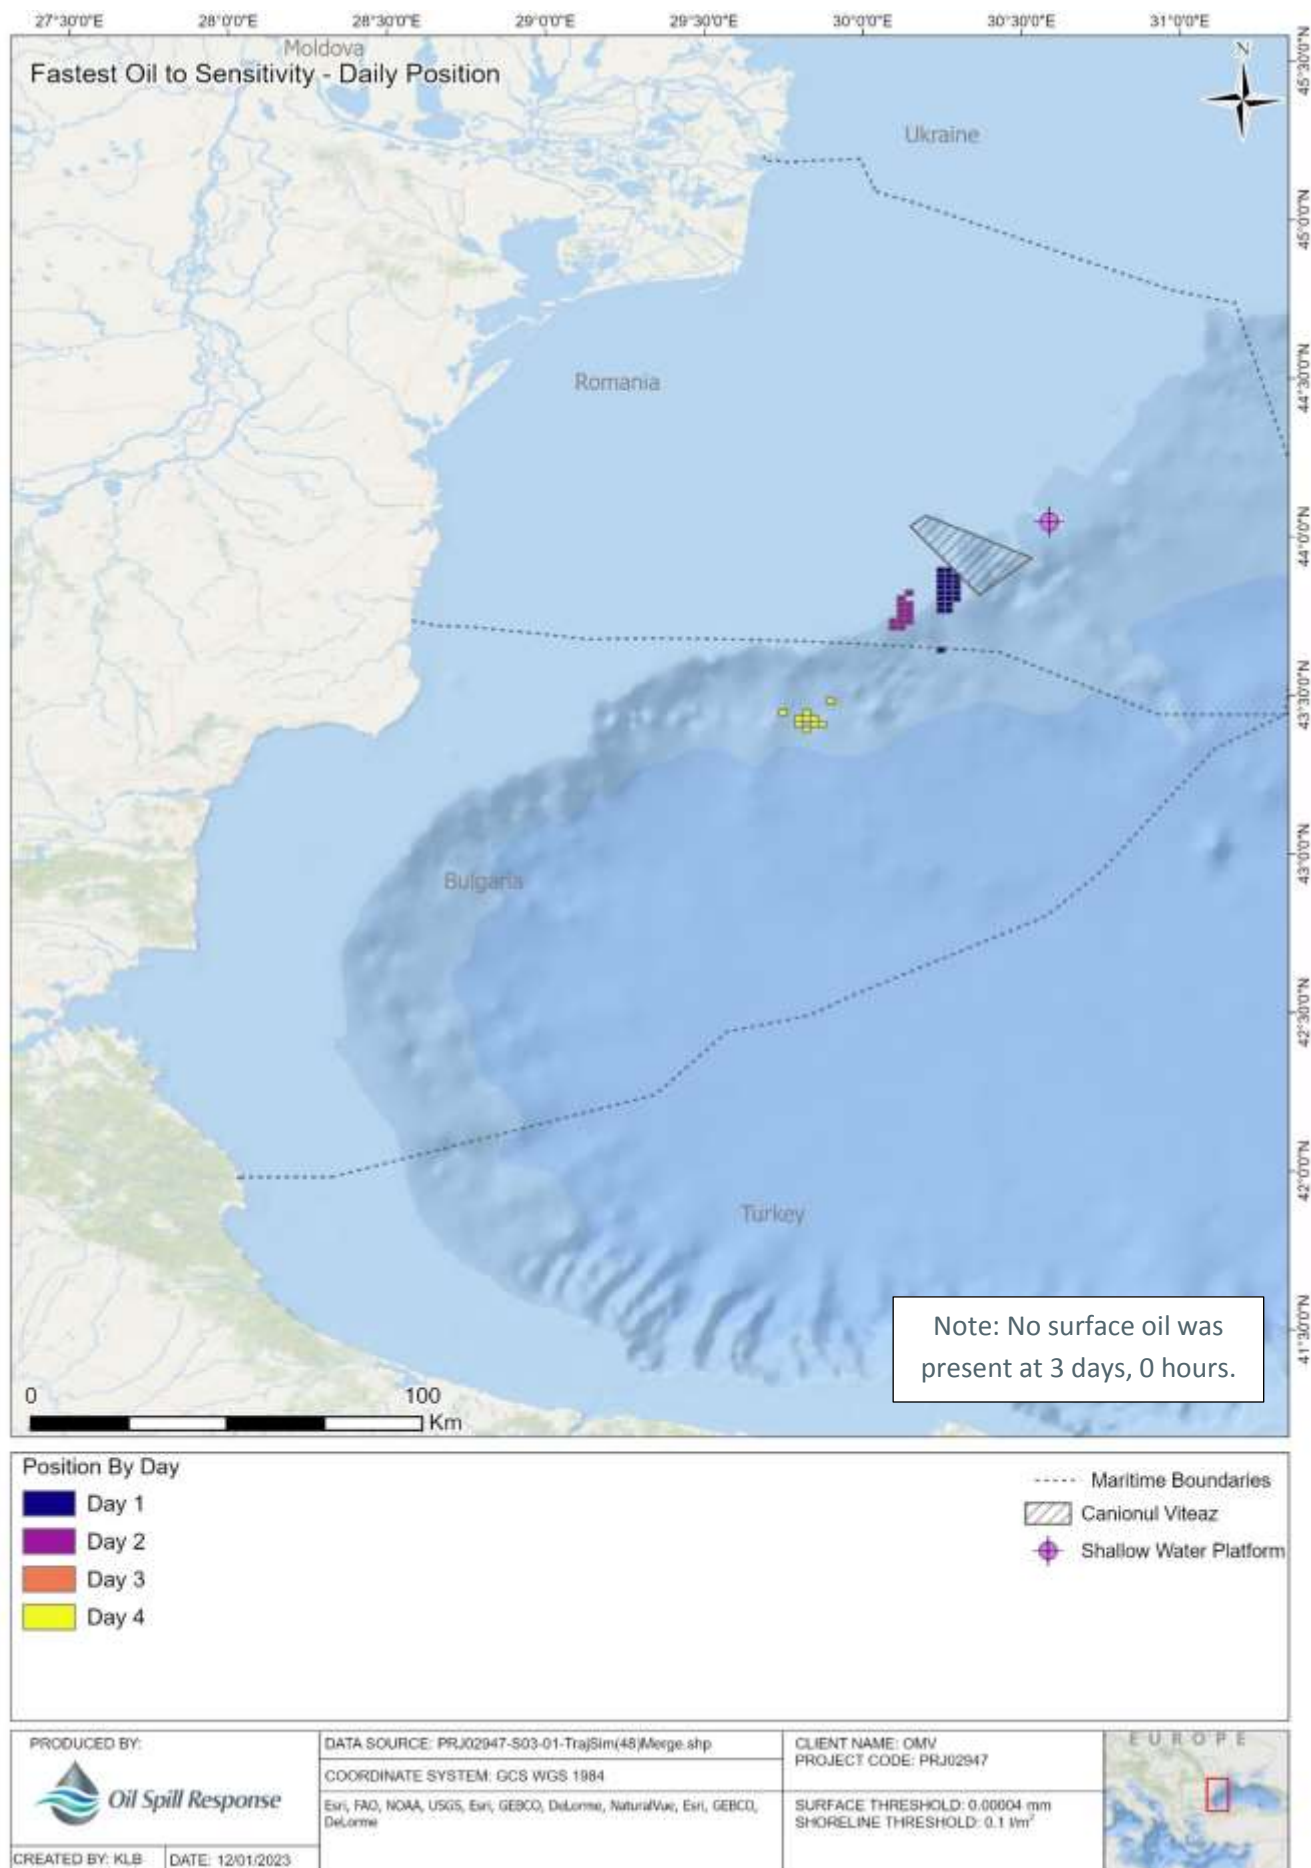 27°30'0"E 28°0'0"E 28°30'0"E 29°0'0"E 29°30'0"E 30°0'0"E 30°30'0"E 31°0'0"E
Moldova
Fastest Oil to Sensitivity - Daily Position
N
45°30'0"N
Ukraine
45°0'0"N
Romania
44°30'0"N
44°0'0"N
43°30'0"N
43°0'0"N
Bulgaria
42°30'0"N
42°0'0"N
Turkey
41°30'0"N
Note: No surface oil was
present at 3 days, 0 hours.
0 100
Km
Position By Day
Day 1
Day 2
Day 3
Day 4
Maritime Boundaries
Canionul Viteaz
Shallow Water Platform
PRODUCED BY:
Oil Spill Response
CREATED BY: KLB DATE: 12/01/2023
DATA SOURCE: PRJ02947-S03-01-TrajSim(48)Merge.shp
COORDINATE SYSTEM: GCS WGS 1984
Esri, FAO, NOAA, USGS, Esri, GEBCO, DeLorme, NaturalVue, Esri, GEBCO,
DeLorme
CLIENT NAME: OMV
PROJECT CODE: PRJ02947
SURFACE THRESHOLD: 0.00004 mm
SHORELINE THRESHOLD: 0.1 l/m²
EUROPE